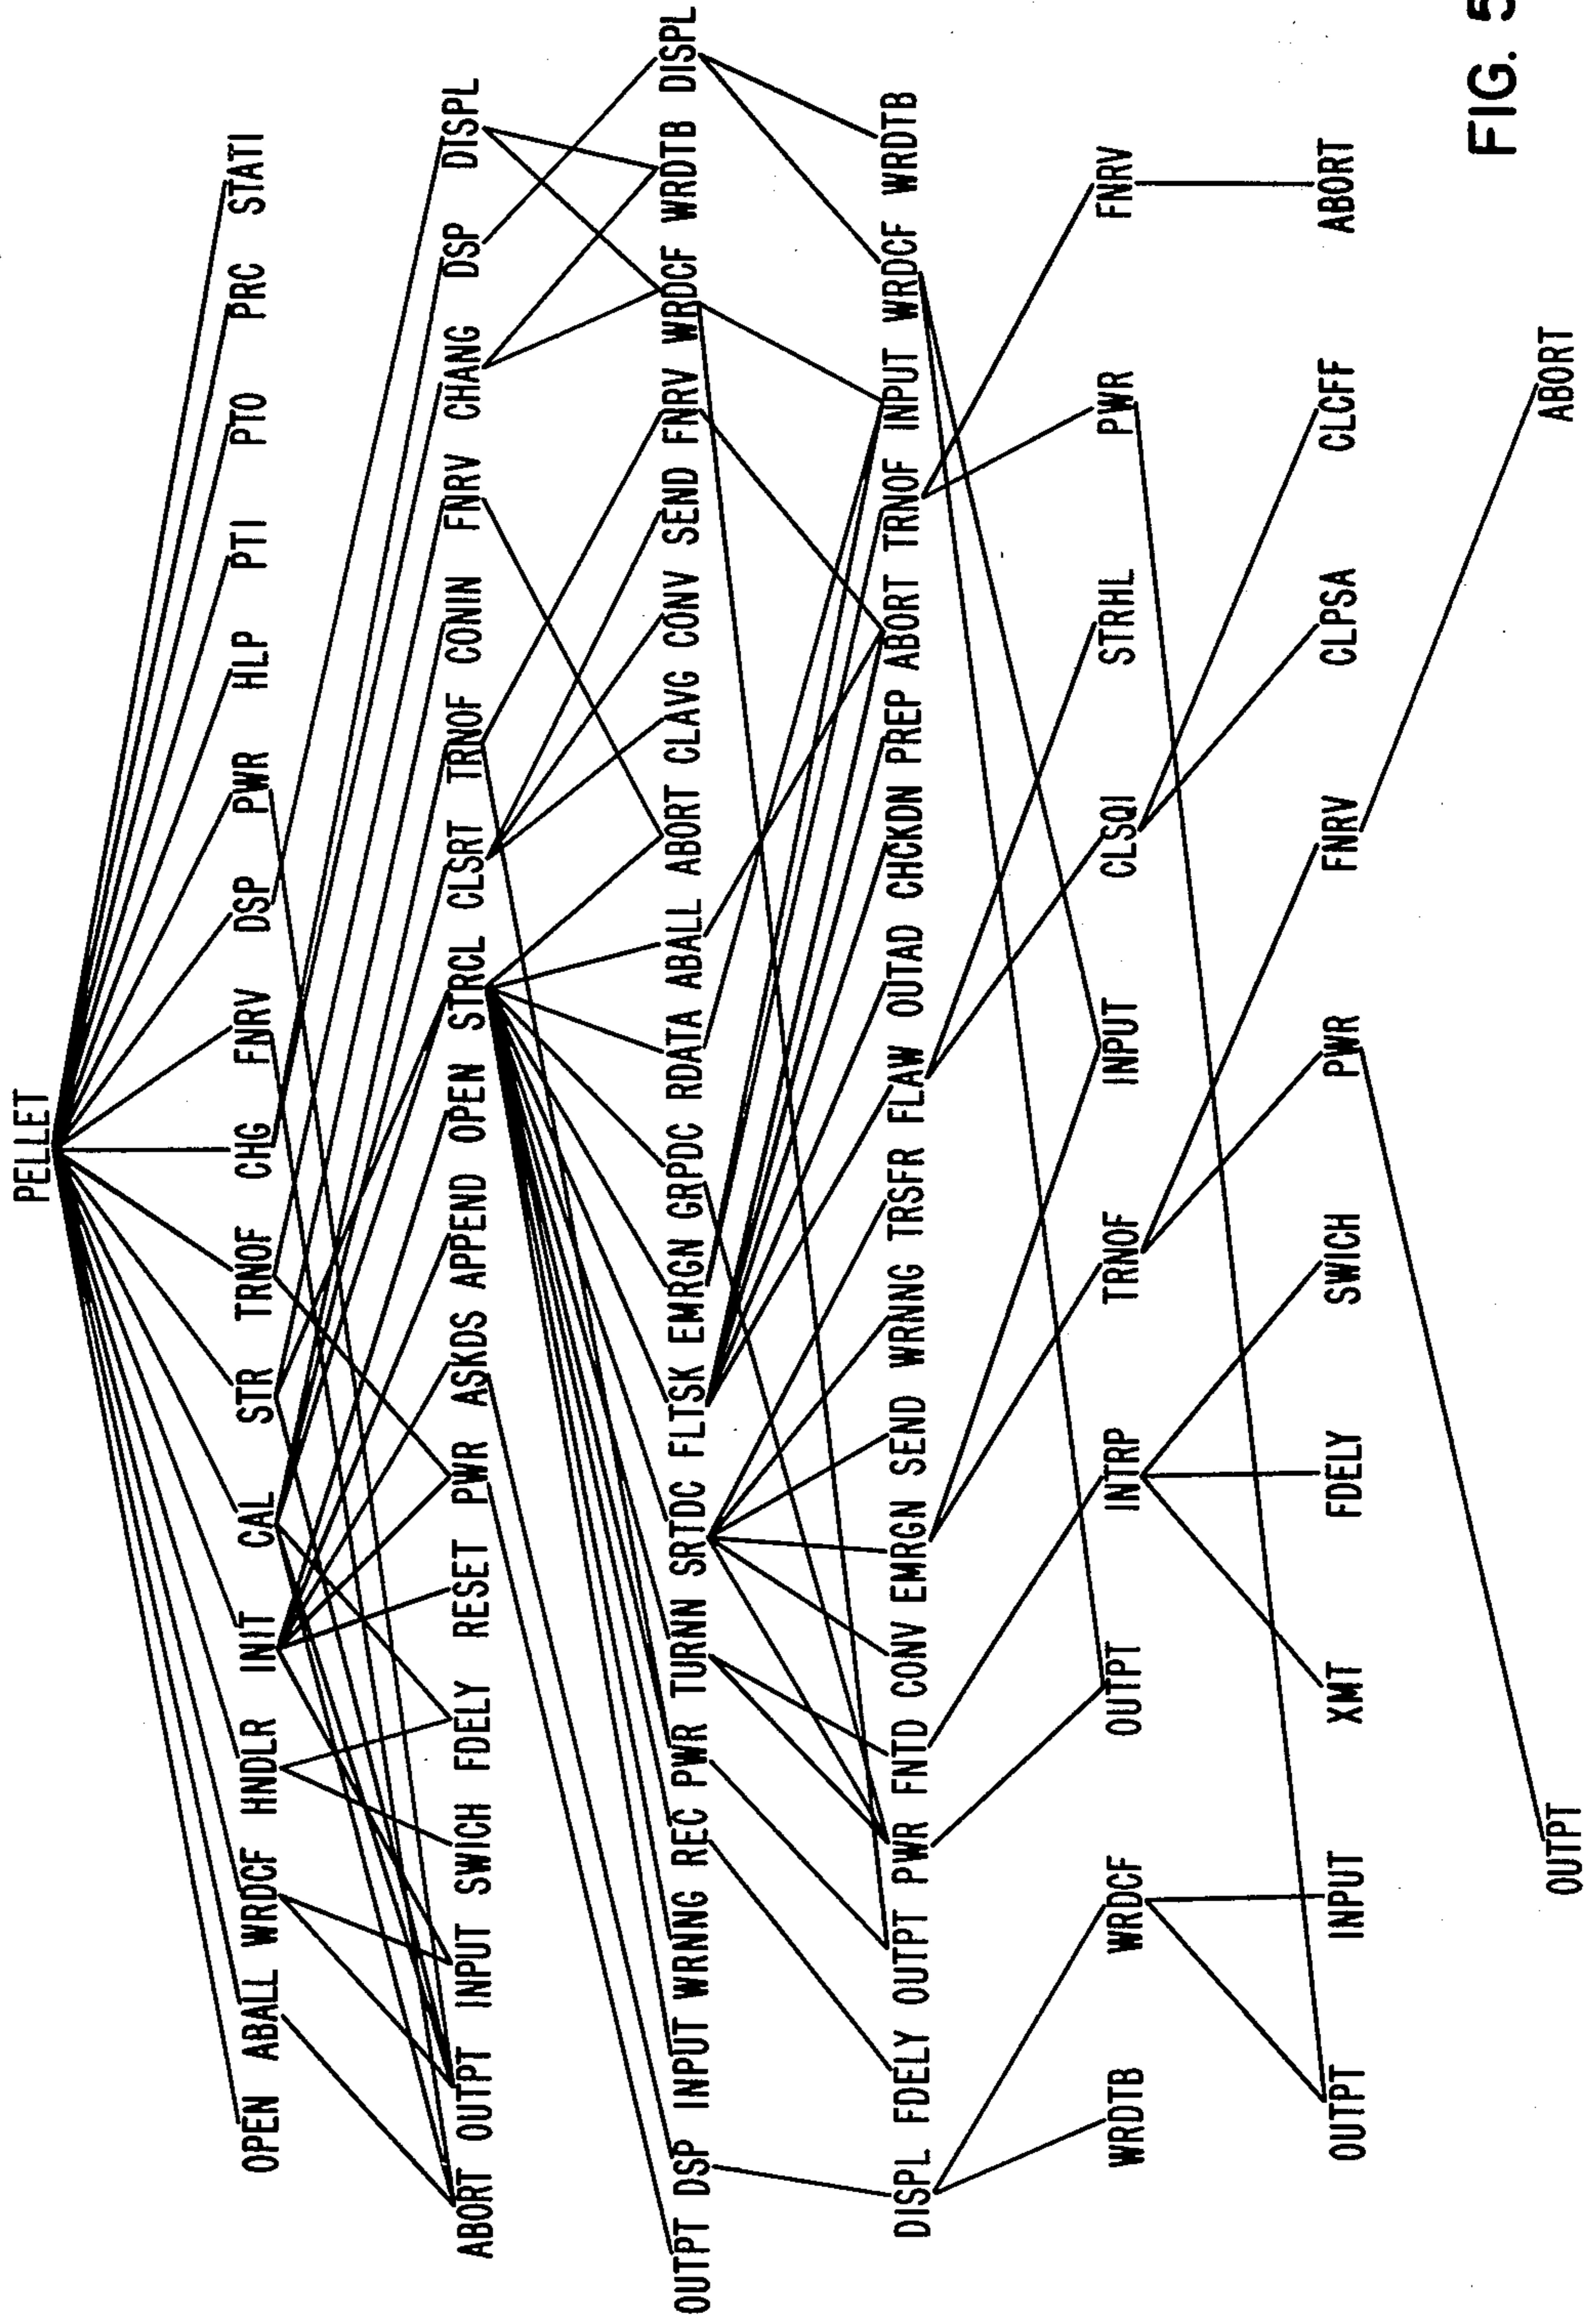 PELLET
OPEN ABALL WRDCF HNDLR INIT CAL STR TRNOF CHG FNRV DSP PWR HLP PTI PTO PRC STATI
ABORT OUTPT INPUT SWICH FDELY RESET PWR ASKDS APPEND OPEN STRCL CLSRT TRNOF CONIN FNRV CHANG DSP DISPL
OUTPT DSP INPUT WRNNG REC PWR TURNN SRTDC FLTSK EMRGN GRPDC RDATA ABALL ABORT CLAVG CONV SEND FNRV WRDCF WRDTB DISPL
DISPL FDELY OUTPT PWR FNTD CONV EMRGN SEND WRNNG TRSFR FLAW OUTAD CHCKDN PREP ABORT TRNOF INPUT WRDCF WRDTB
WRDTB WRDCF OUTPT INTRP TRNOF INPUT CLSQI STRHL PWR FNRV
OUTPT INPUT XMT FDELY SWICH PWR FNRV CLPSA CLCFF ABORT
OUTPT ABORT
FIG. 5